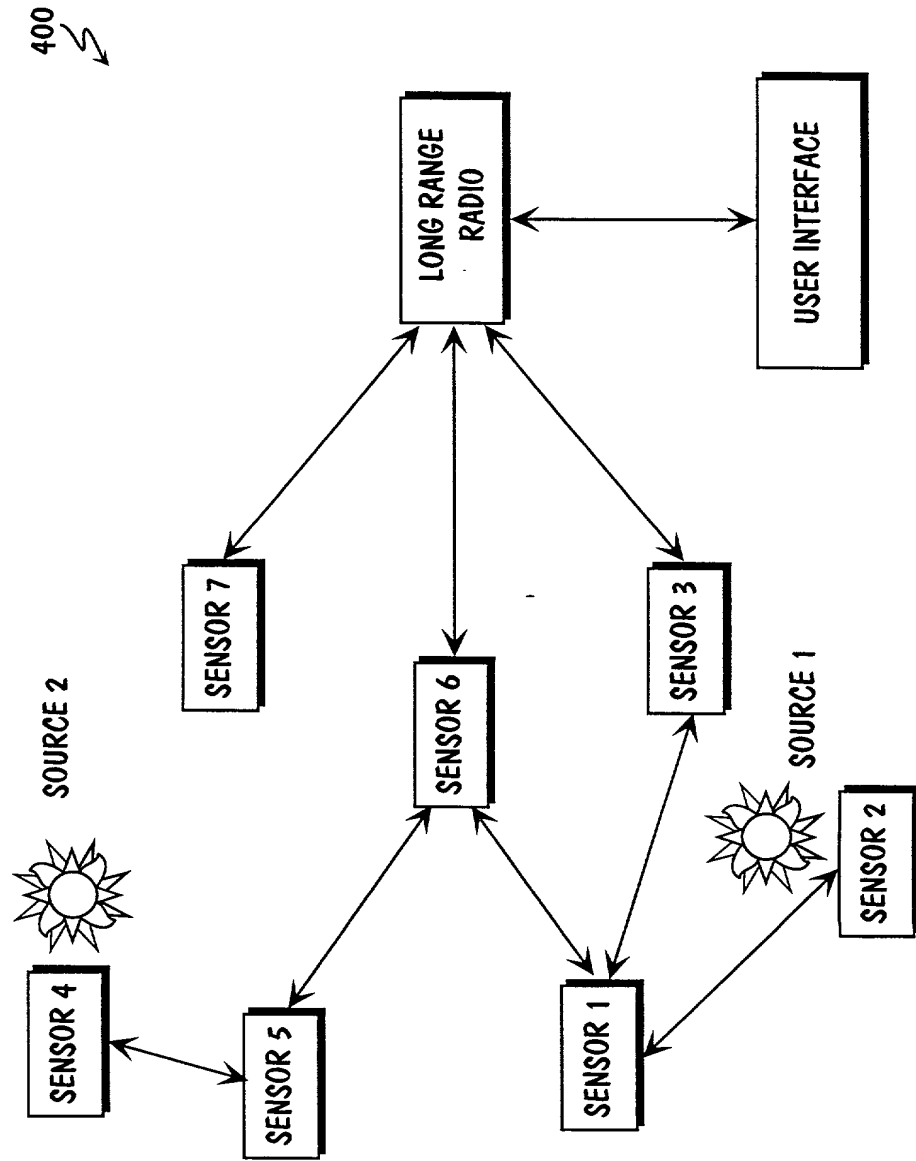 400
SOURCE 2
SENSOR 4
SENSOR 5
SENSOR 7
SENSOR 6
LONG RANGE
RADIO
SENSOR 1
SENSOR 3
SOURCE 1
SENSOR 2
USER INTERFACE